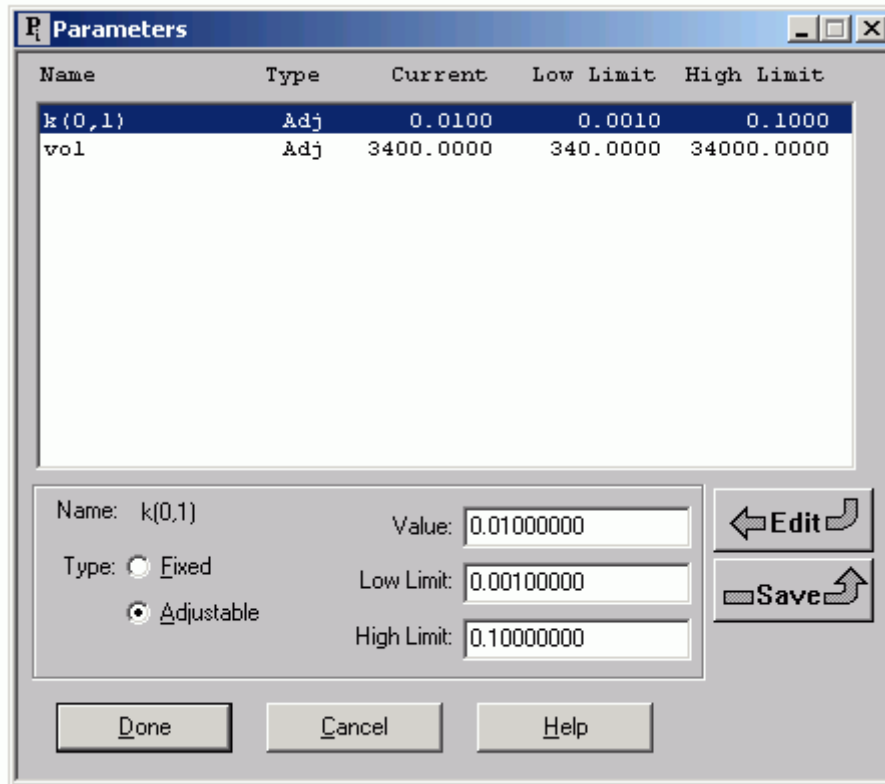 Parameters
Name Type Current Low Limit High Limit
k(0,1) Adj 0.0100 0.0010 0.1000
vol Adj 3400.0000 340.0000 34000.0000
Name: k(0,1)
Value: 0.01000000
Edit
Type: Fixed
Low Limit: 0.00100000
Save
Adjustable
High Limit: 0.10000000
Done Cancel Help